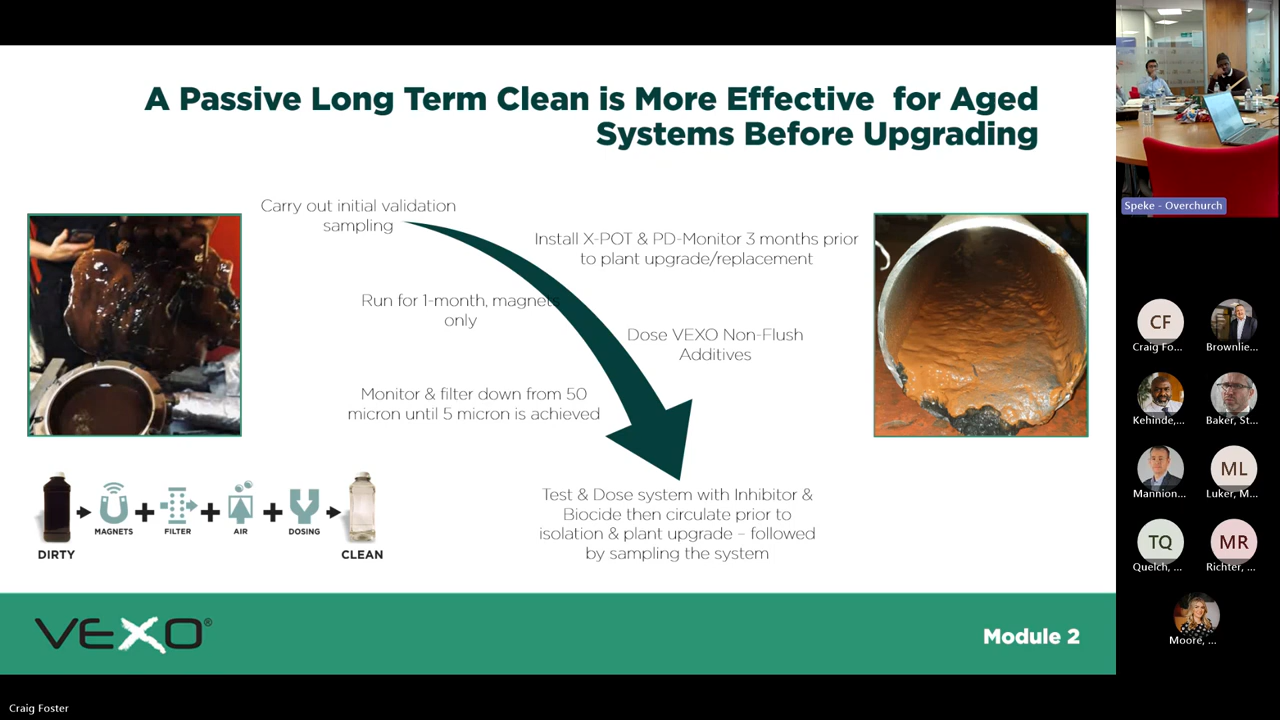 A Passive Long Term Clean is More Effective for Aged
Systems Before Upgrading
Carry out initial validation
sampling
Install X-POT & PD-Monitor 3 months prior
to plant upgrade/replacement
Run for 1-month, magnets
only
Dose VEXO Non-Flush
Additives
Monitor & filter down from 50
micron until 5 micron is achieved
Test & Dose system with Inhibitor &
Biocide then circulate prior to
isolation & plant upgrade – followed
by sampling the system
MAGNETS
FILTER
AIR
DOSING
DIRTY
CLEAN
VEXO®
Module 2
Craig Foster
Speke - Overchurch
CF
Craig Fo...
Brownlie...
Kehinde,...
Baker, St...
Mannion...
ML
Luker, M...
TQ
Quelch, ...
MR
Richter, ...
Moore, ...